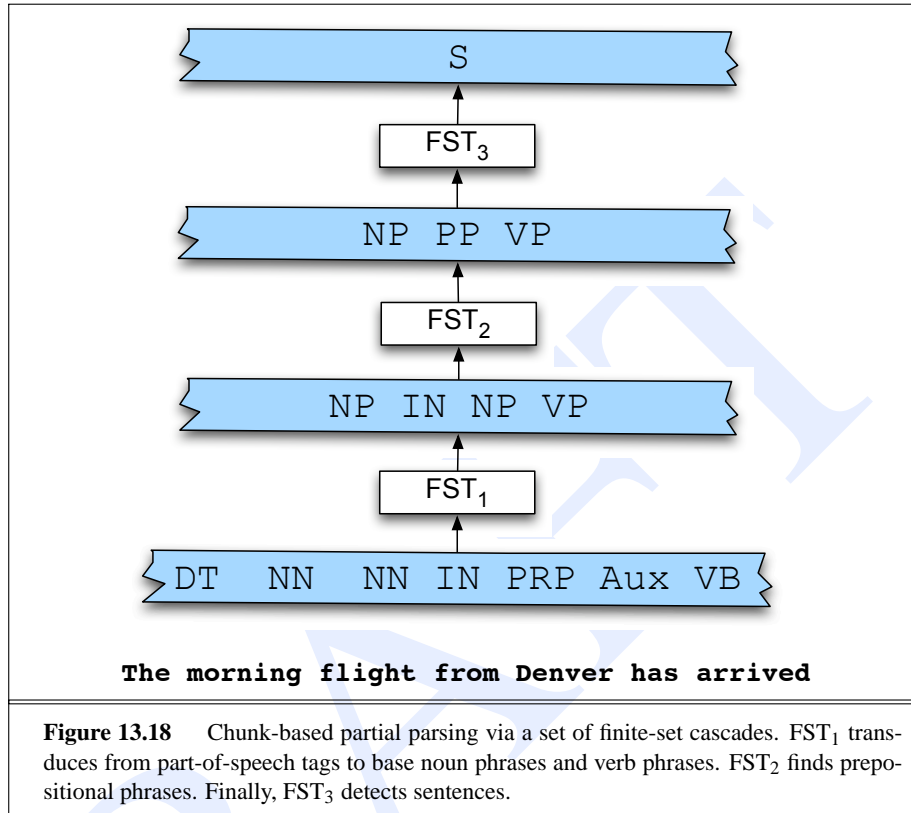 S
FST3
NP PP VP
FST2
NP IN NP VP
FST1
DT NN NN IN PRP Aux VB
The morning flight from Denver has arrived
Figure 13.18 Chunk-based partial parsing via a set of finite-set cascades. FST1 trans-
duces from part-of-speech tags to base noun phrases and verb phrases. FST2 finds prepo-
sitional phrases. Finally, FST3 detects sentences.